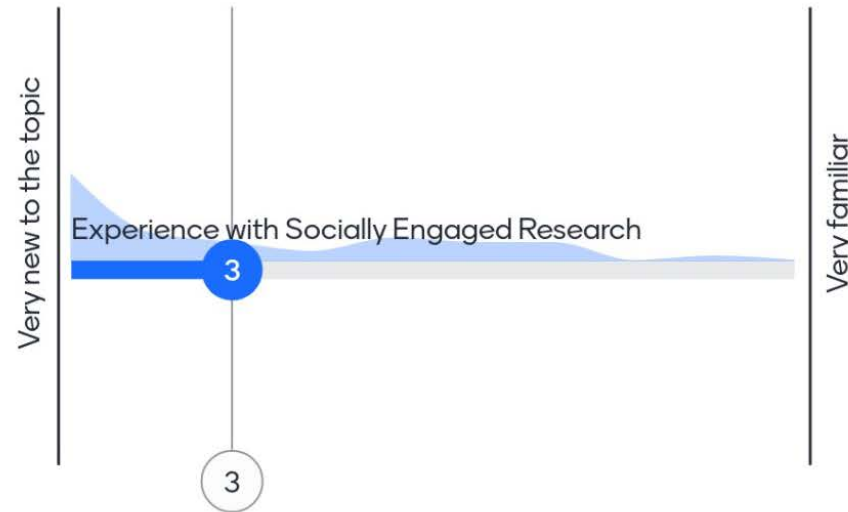 Very new to the topic
Experience with Socially Engaged Research
3
3
Very familiar